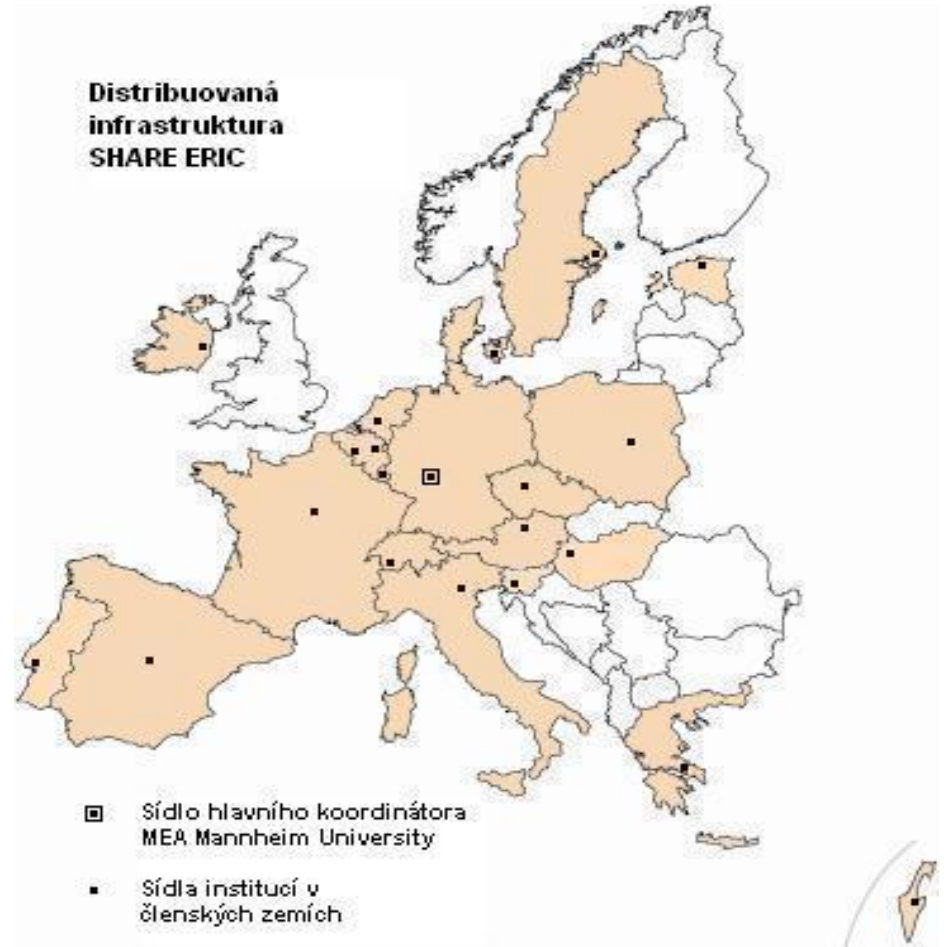 Distribuovaná
infrastruktura
SHARE ERIC
Sídlo hlavního koordinátora
MEA Mannheim University
Sídla institucí v
členských zemích